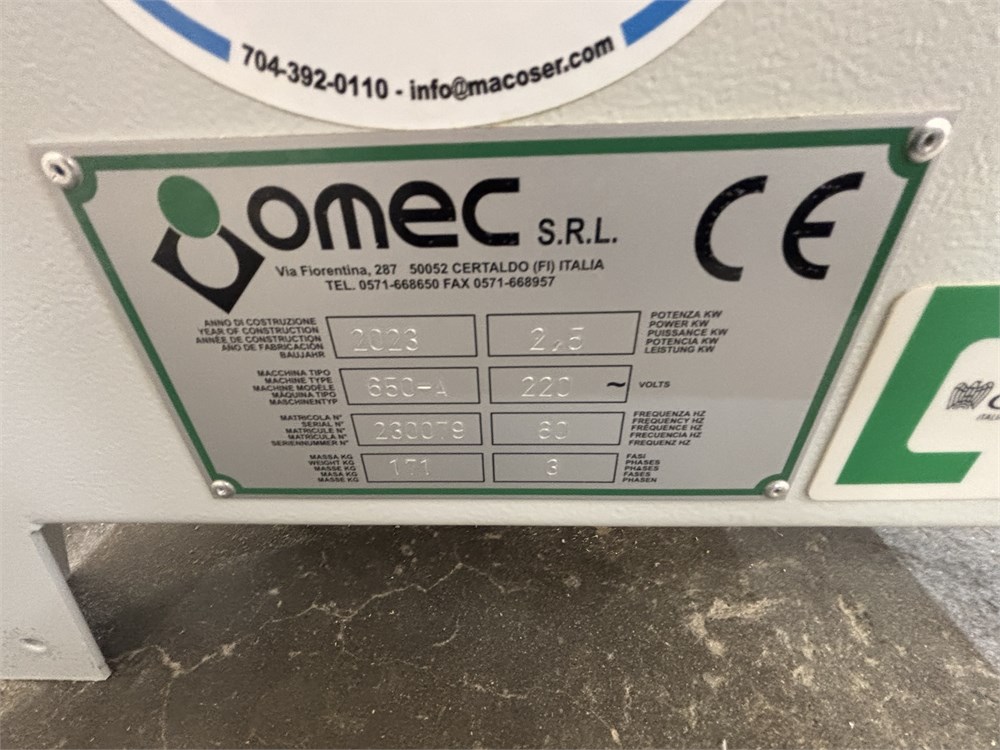 704-392-0110 - info@macoser.com
OMEC S.R.L.
CE
Via Fiorentina, 287 50052 CERTALDO (FI) ITALIA
TEL. 0571-668650 FAX 0571-668957
ANNO DI COSTRUZIONE
YEAR OF CONSTRUCTION
ANNÉE DE CONSTRUCTION
ANO DE FABRICACIÓN
BAUJAHR
2023
2,5
POTENZA KW
POWER KW
PUISSANCE KW
POTENCIA KW
LEISTUNG KW
MACCHINA TIPO
MACHINE TYPE
MACHINE MODÈLE
MÁQUINA TIPO
MASCHINENTYP
650-A
220 ~
VOLTS
MATRICOLA N°
SERIAL N°
MATRICULE N°
MATRÍCULA N°
SERIENNUMMER N°
230079
60
FREQUENZA HZ
FREQUENCY HZ
FRÉQUENCE HZ
FRECUENCIA HZ
FREQUENZ HZ
MASSA KG
WEIGHT KG
MASSE KG
MASA KG
MASSE KG
171
3
FASI
PHASES
PHASES
FASES
PHASEN